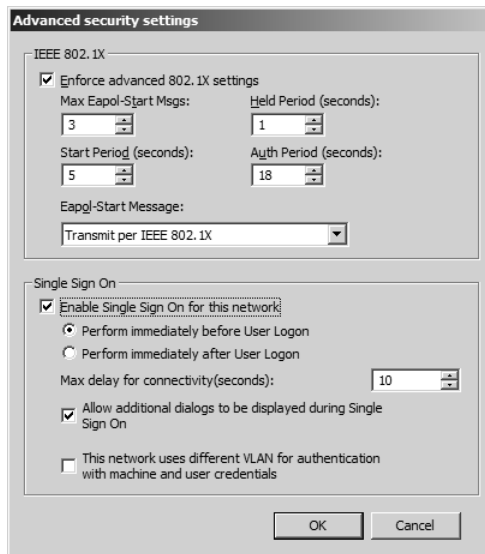 Advanced security settings
IEEE 802.1X
Enforce advanced 802.1X settings
Max Eapol-Start Msgs:
Held Period (seconds):
3
1
Start Period (seconds):
Auth Period (seconds):
5
18
Eapol-Start Message:
Transmit per IEEE 802.1X
Single Sign On
Enable Single Sign On for this network
Perform immediately before User Logon
Perform immediately after User Logon
Max delay for connectivity(seconds):
10
Allow additional dialogs to be displayed during Single
Sign On
This network uses different VLAN for authentication
with machine and user credentials
OK
Cancel